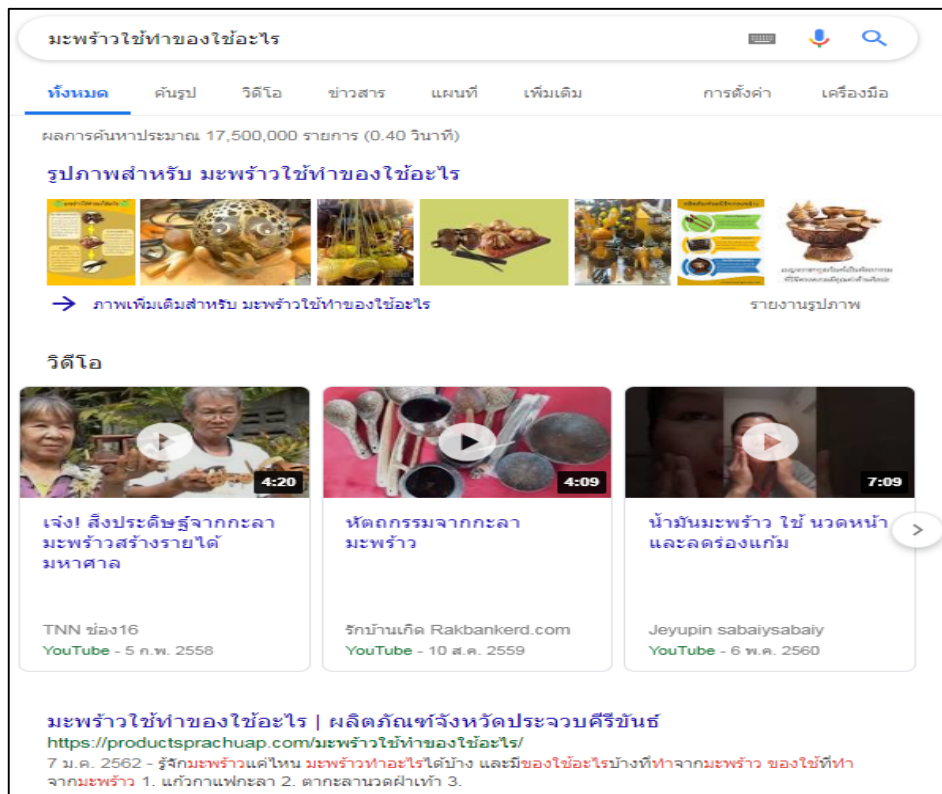 มะพร้าวใช้ทำของใช้อะไร
ทั้งหมด ค้นรูป วิดีโอ ข่าวสาร แผนที่ เพิ่มเติม การตั้งค่า เครื่องมือ
ผลการค้นหาประมาณ 17,500,000 รายการ (0.40 วินาที)
รูปภาพสำหรับ มะพร้าวใช้ทำของใช้อะไร
→ ภาพเพิ่มเติมสำหรับ มะพร้าวใช้ทำของใช้อะไร รายงานรูปภาพ
วิดีโอ
4:20
เจ๋ง! สิ่งประดิษฐ์จากกะลา
มะพร้าวสร้างรายได้
มหาศาล
TNN ช่อง16
YouTube - 5 ก.พ. 2558
4:09
หัตถกรรมจากกะลา
มะพร้าว
รักบ้านเกิด Rakbankerd.com
YouTube - 10 ส.ค. 2559
7:09
น้ำมันมะพร้าว ใช้ นวดหน้า
และลดร่องแก้ม
Jeyupin sabaiysabaiy
YouTube - 6 พ.ค. 2560
มะพร้าวใช้ทำของใช้อะไร | ผลิตภัณฑ์จังหวัดประจวบคีรีขันธ์
https://productsprachuap.com/มะพร้าวใช้ทำของใช้อะไร/
7 ม.ค. 2562 - รู้จักมะพร้าวแค่ไหน มะพร้าวทำอะไรได้บ้าง และมีของใช้อะไรบ้างที่ทำจากมะพร้าว ของใช้ที่ทำ
จากมะพร้าว 1. แก้วกาแฟกะลา 2. ตากะลานวดฝ่าเท้า 3.